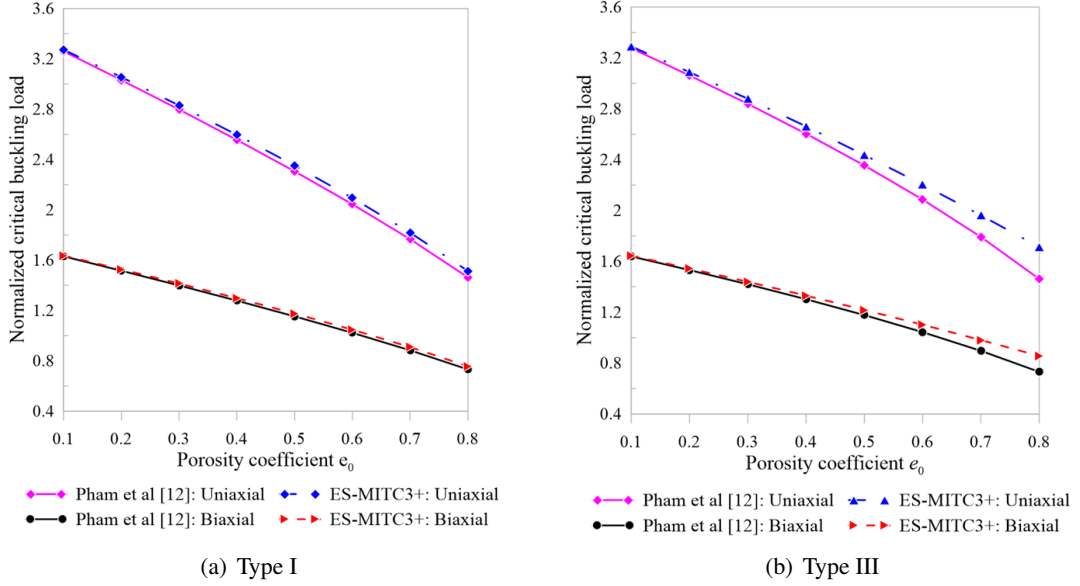 3.6
3.2
2.8
2.4
2
1.6
1.2
0.8
0.4
Normalized critical buckling load
0.1 0.2 0.3 0.4 0.5 0.6 0.7 0.8
Porosity coefficient e0
Pham et al [12]: Uniaxial ES-MITC3+: Uniaxial
Pham et al [12]: Biaxial ES-MITC3+: Biaxial
(a) Type I
3.6
3.2
2.8
2.4
2
1.6
1.2
0.8
0.4
Normalized critical buckling load
0.1 0.2 0.3 0.4 0.5 0.6 0.7 0.8
Porosity coefficient e0
Pham et al [12]: Uniaxial ES-MITC3+: Uniaxial
Pham et al [12]: Biaxial ES-MITC3+: Biaxial
(b) Type III